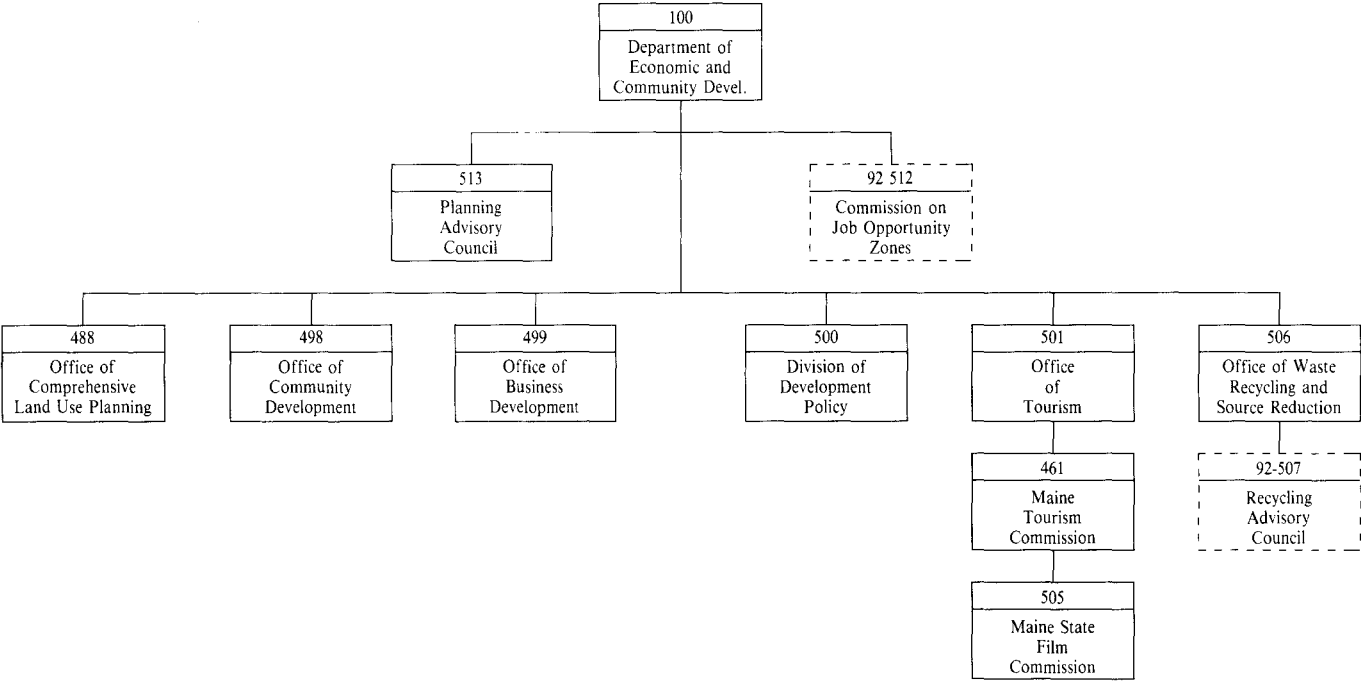 100
Department of
Economic and
Community Devel.
513
Planning
Advisory
Council
92 512
Commission on
Job Opportunity
Zones
488
Office of
Comprehensive
Land Use Planning
498
Office of
Community
Development
499
Office of
Business
Development
500
Division of
Development
Policy
501
Office
of
Tourism
506
Office of Waste
Recycling and
Source Reduction
461
Maine
Tourism
Commission
92-507
Recycling
Advisory
Council
505
Maine State
Film
Commission